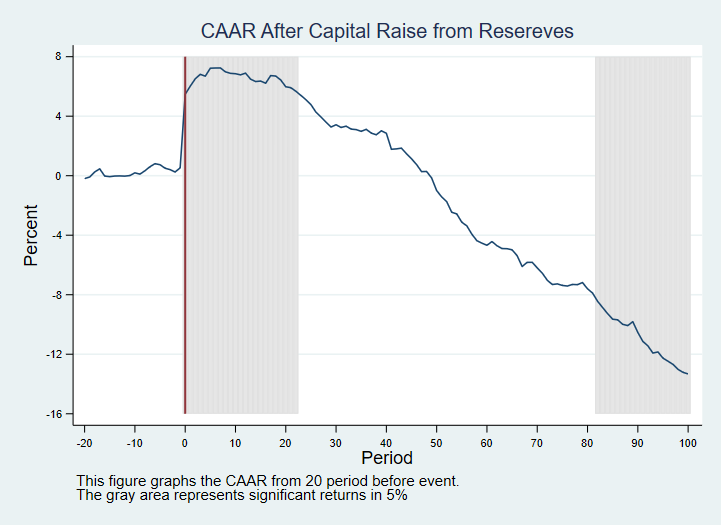 CAAR After Capital Raise from Resereves
8
4
0
-4
-8
-12
-16
Percent
-20 -10 0 10 20 30 40 50 60 70 80 90 100
Period
This figure graphs the CAAR from 20 period before event.
The gray area represents significant returns in 5%